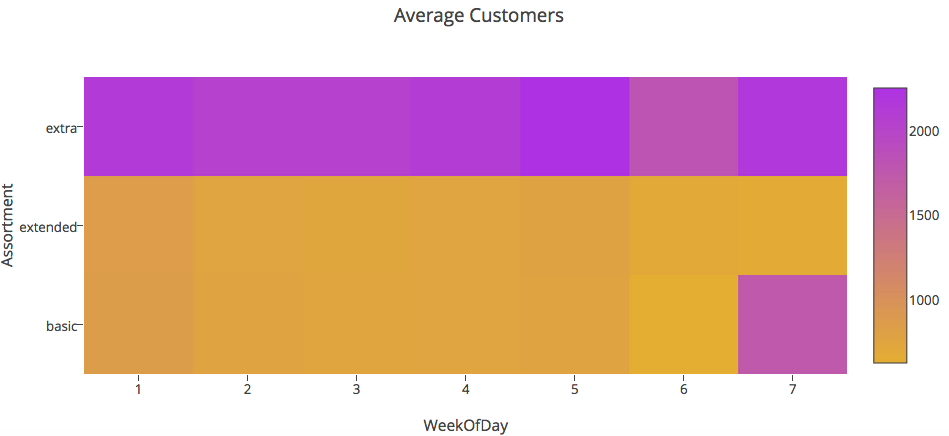 Average Customers
extra
extended
basic
Assortment
1 2 3 4 5 6 7
WeekOfDay
2000
1500
1000